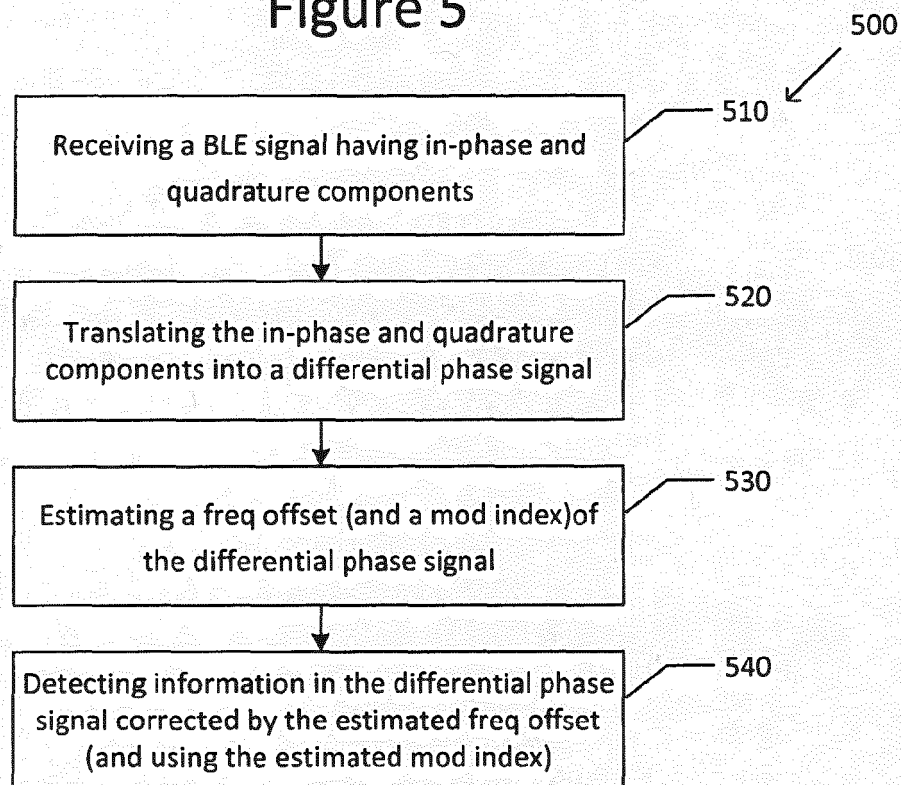 Figure 5
500
510
Receiving a BLE signal having in-phase and
quadrature components
520
Translating the in-phase and quadrature
components into a differential phase signal
530
Estimating a freq offset (and a mod index)of
the differential phase signal
540
Detecting information in the differential phase
signal corrected by the estimated freq offset
(and using the estimated mod index)